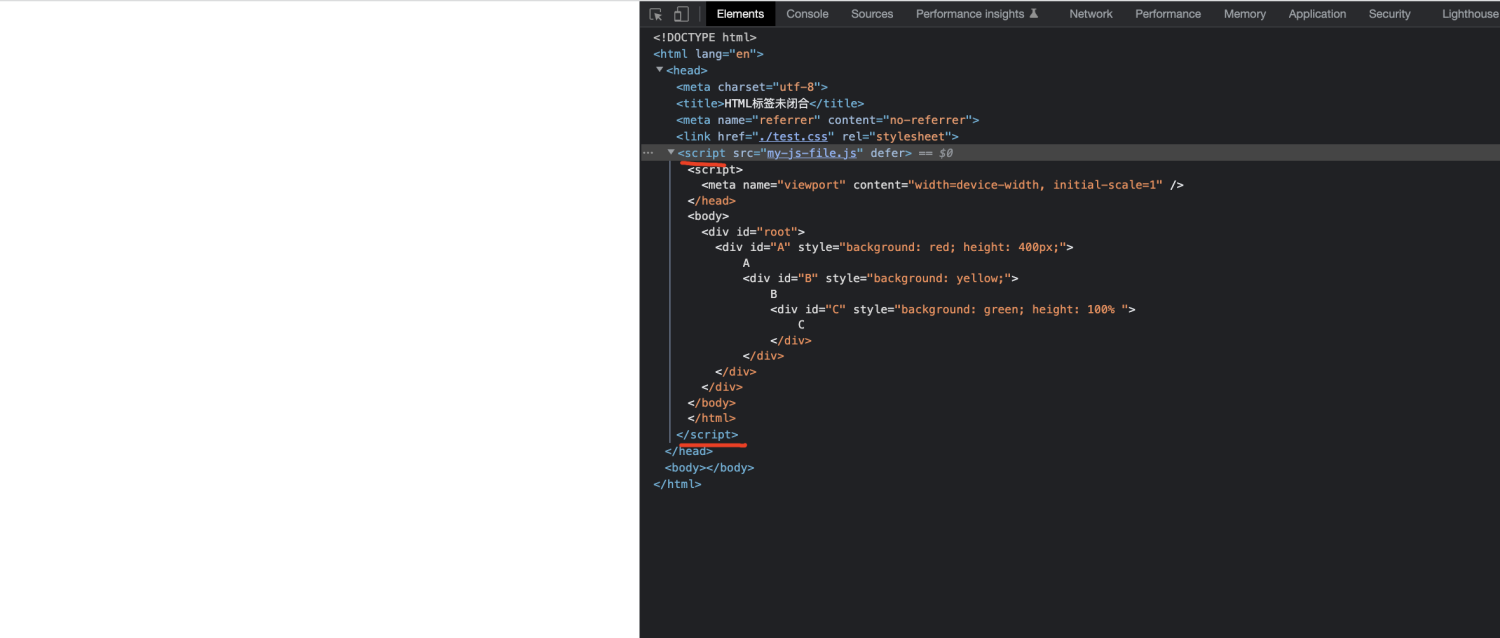 Elements Console Sources Performance insights Network Performance Memory Application Security Lighthouse
<!DOCTYPE html>
<html lang="en">
<head>
<meta charset="utf-8">
<title>HTML标签未闭合</title>
<meta name="referrer" content="no-referrer">
<link href="./test.css" rel="stylesheet">
<script src="my-js-file.js" defer> == $0
<script>
<meta name="viewport" content="width=device-width, initial-scale=1" />
</head>
<body>
<div id="root">
<div id="A" style="background: red; height: 400px;">
A
<div id="B" style="background: yellow;">
B
<div id="C" style="background: green; height: 100% ">
C
</div>
</div>
</div>
</div>
</body>
</html>
</script>
</head>
<body></body>
</html>